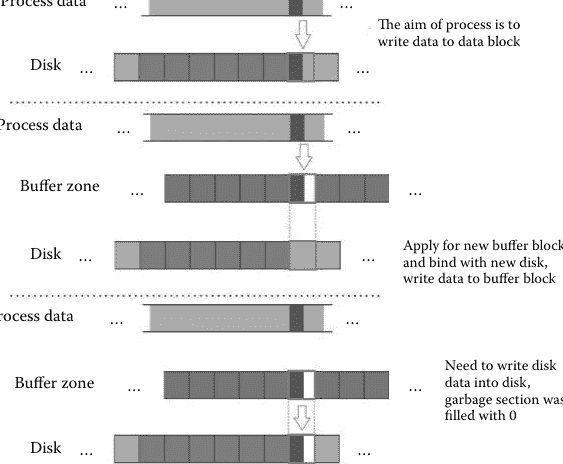 Process data ... ...
The aim of process is to
write data to data block
Disk ... ...
Process data ... ...
Buffer zone ... ...
Disk ... ...
Apply for new buffer block
and bind with new disk,
write data to buffer block
rocess data ... ...
Buffer zone ... ...
Need to write disk
data into disk,
garbage section was
filled with 0
Disk ... ...